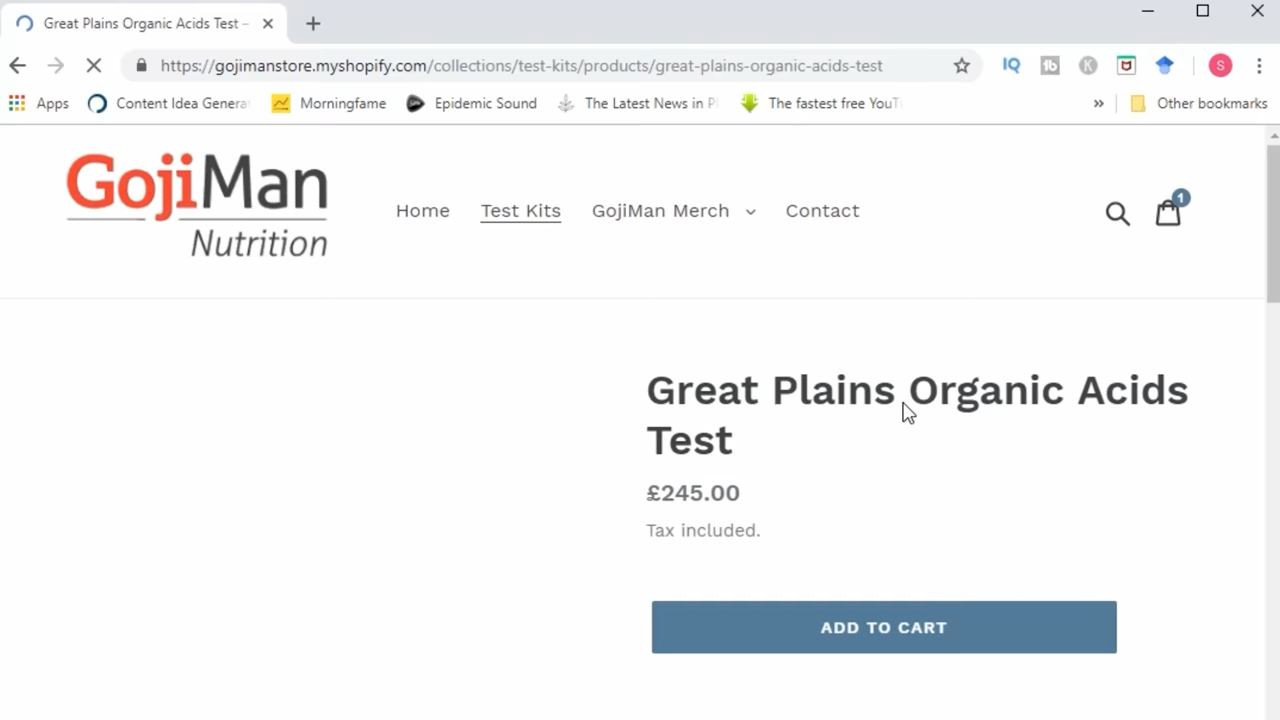 Great Plains Organic Acids Test –
https://gojimanstore.myshopify.com/collections/test-kits/products/great-plains-organic-acids-test
IQ
tb
K
S
Apps
Content Idea Genera
Morningfame
Epidemic Sound
The Latest News in P
The fastest free YouT
»
Other bookmarks
GojiMan
Nutrition
Home
Test Kits
GojiMan Merch
Contact
1
Great Plains Organic Acids
Test
£245.00
Tax included.
ADD TO CART